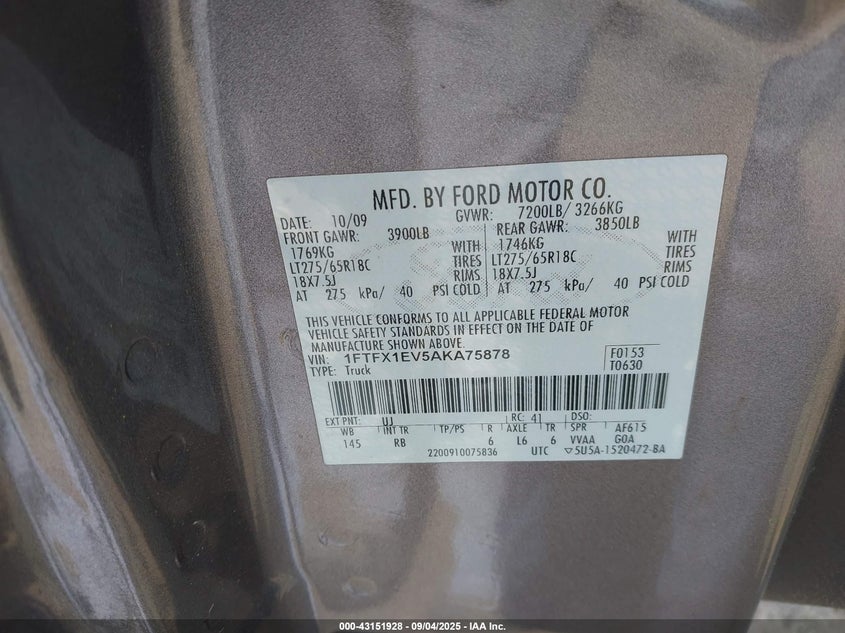 MFD. BY FORD MOTOR CO.
DATE: 10/09 GVWR: 7200LB/ 3266KG
FRONT GAWR: 3900LB REAR GAWR: 3850LB
1769KG WITH 1746KG WITH
LT275/65R18C TIRES LT275/65R18C TIRES
18X7.5J RIMS 18X7.5J RIMS
AT 275 kPa/ 40 PSI COLD AT 275 kPa/ 40 PSI COLD
THIS VEHICLE CONFORMS TO ALL APPLICABLE FEDERAL MOTOR
VEHICLE SAFETY STANDARDS IN EFFECT ON THE DATE OF
MANUFACTURE SHOWN ABOVE.
VIN: 1FTFX1EV5AKA75878 F0153
TYPE: Truck T0630
EXT PNT: UJ RC: 41 DSO:
WB INT TR TP/PS R AXLE TR SPR AF615
145 RB 6 L6 6 VVAA GOA
2200910075836 UTC ▽5U5A-1520472-BA
000-43151928 - 09/04/2025 - IAA Inc.